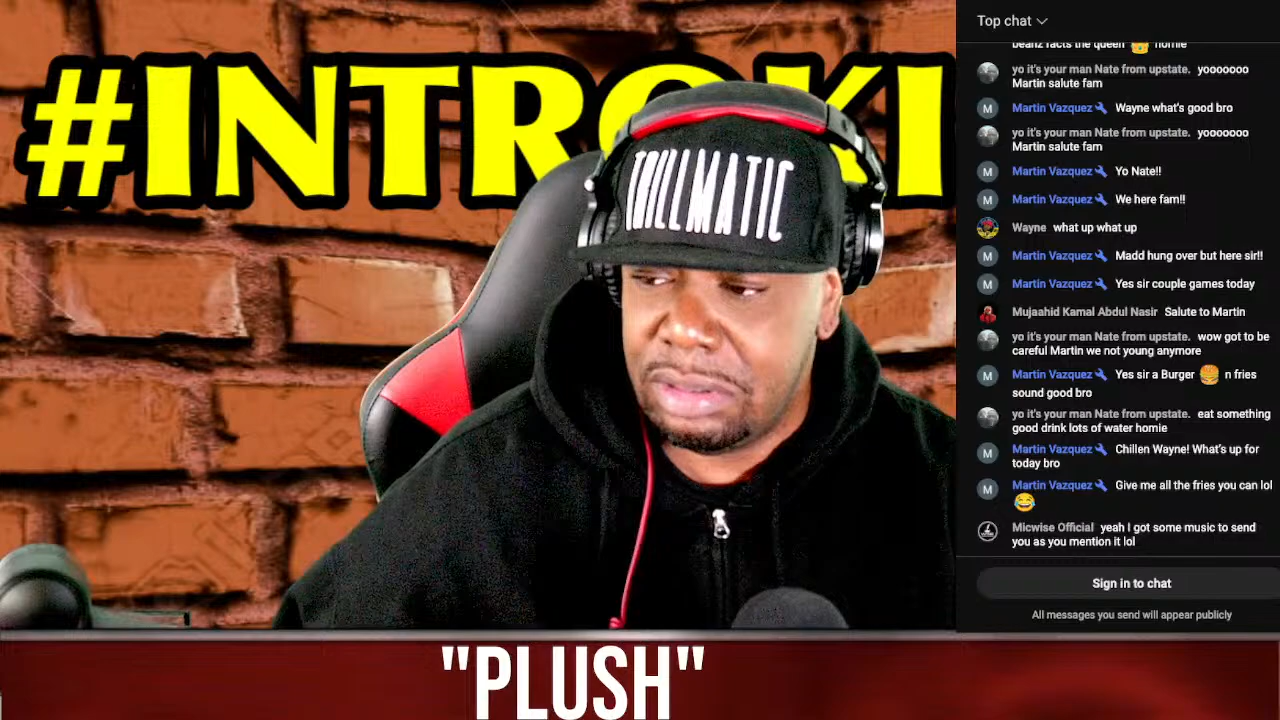 #INTRO KI
TRILLMATIC
Top chat
beanz facts the queen homie
yo it's your man Nate from upstate. yooooooo
Martin salute fam
M Martin Vazquez Wayne what's good bro
yo it's your man Nate from upstate. yooooooo
Martin salute fam
M Martin Vazquez Yo Nate!!
M Martin Vazquez We here fam!!
Wayne what up what up
M Martin Vazquez Madd hung over but here sir!!
M Martin Vazquez Yes sir couple games today
Mujaahid Kamal Abdul Nasir Salute to Martin
yo it's your man Nate from upstate. wow got to be
careful Martin we not young anymore
M Martin Vazquez Yes sir a Burger 🍔 n fries
sound good bro
yo it's your man Nate from upstate. eat something
good drink lots of water homie
M Martin Vazquez Chillen Wayne! What's up for
today bro
M Martin Vazquez Give me all the fries you can lol
😂
Micwise Official yeah I got some music to send
you as you mention it lol
Sign in to chat
All messages you send will appear publicly
"PLUSH"